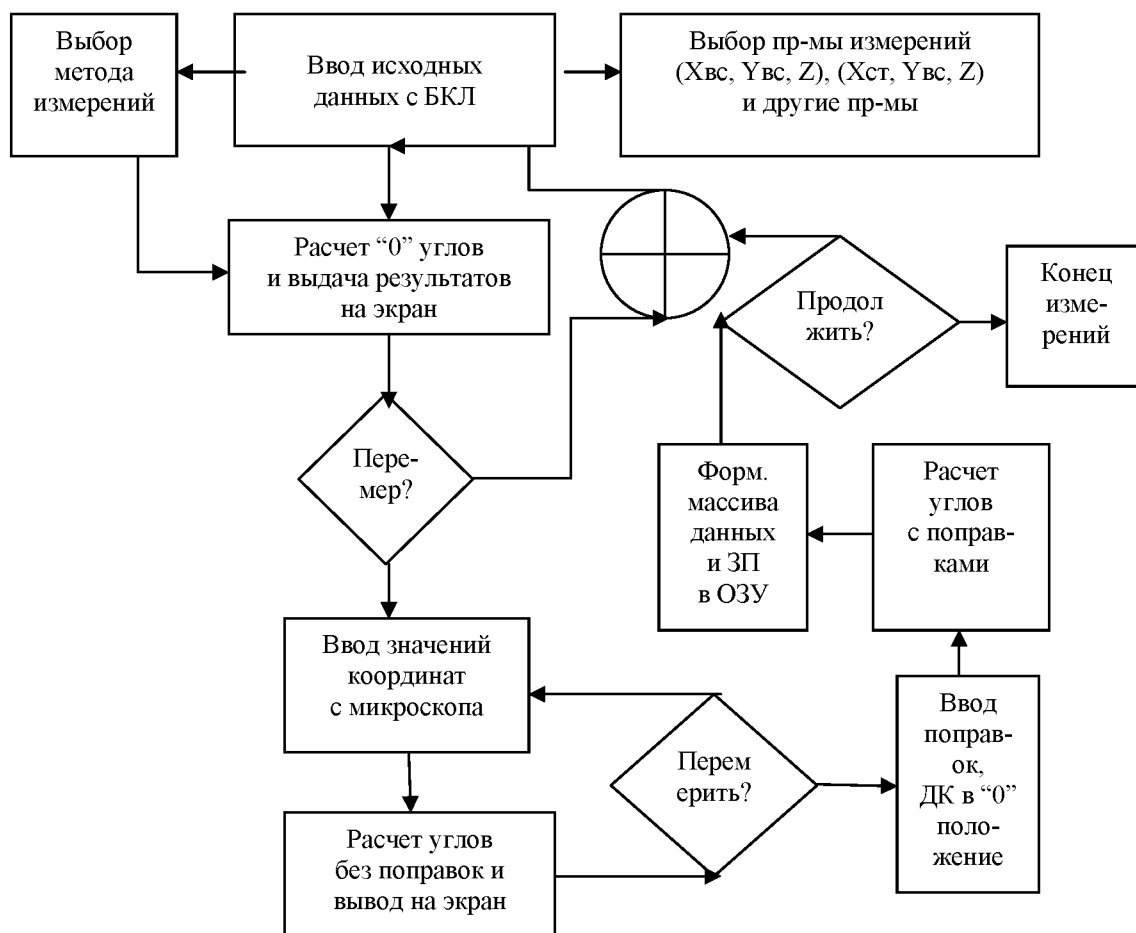 Выбор
метода
измерений
Ввод исходных
данных с БКЛ
Выбор пр-мы измерений
(Xвс, Yвс, Z), (Xст, Yвс, Z)
и другие пр-мы
Расчет “0” углов
и выдача результатов
на экран
Продол
жить?
Конец
изме-
рений
Пере-
мер?
Форм.
массива
данных
и ЗП
в ОЗУ
Расчет
углов
с поправ-
ками
Ввод значений
координат
с микроскопа
Перем
ерить?
Ввод
поправ-
ок,
ДК в “0”
поло-
жение
Расчет углов
без поправок и
вывод на экран